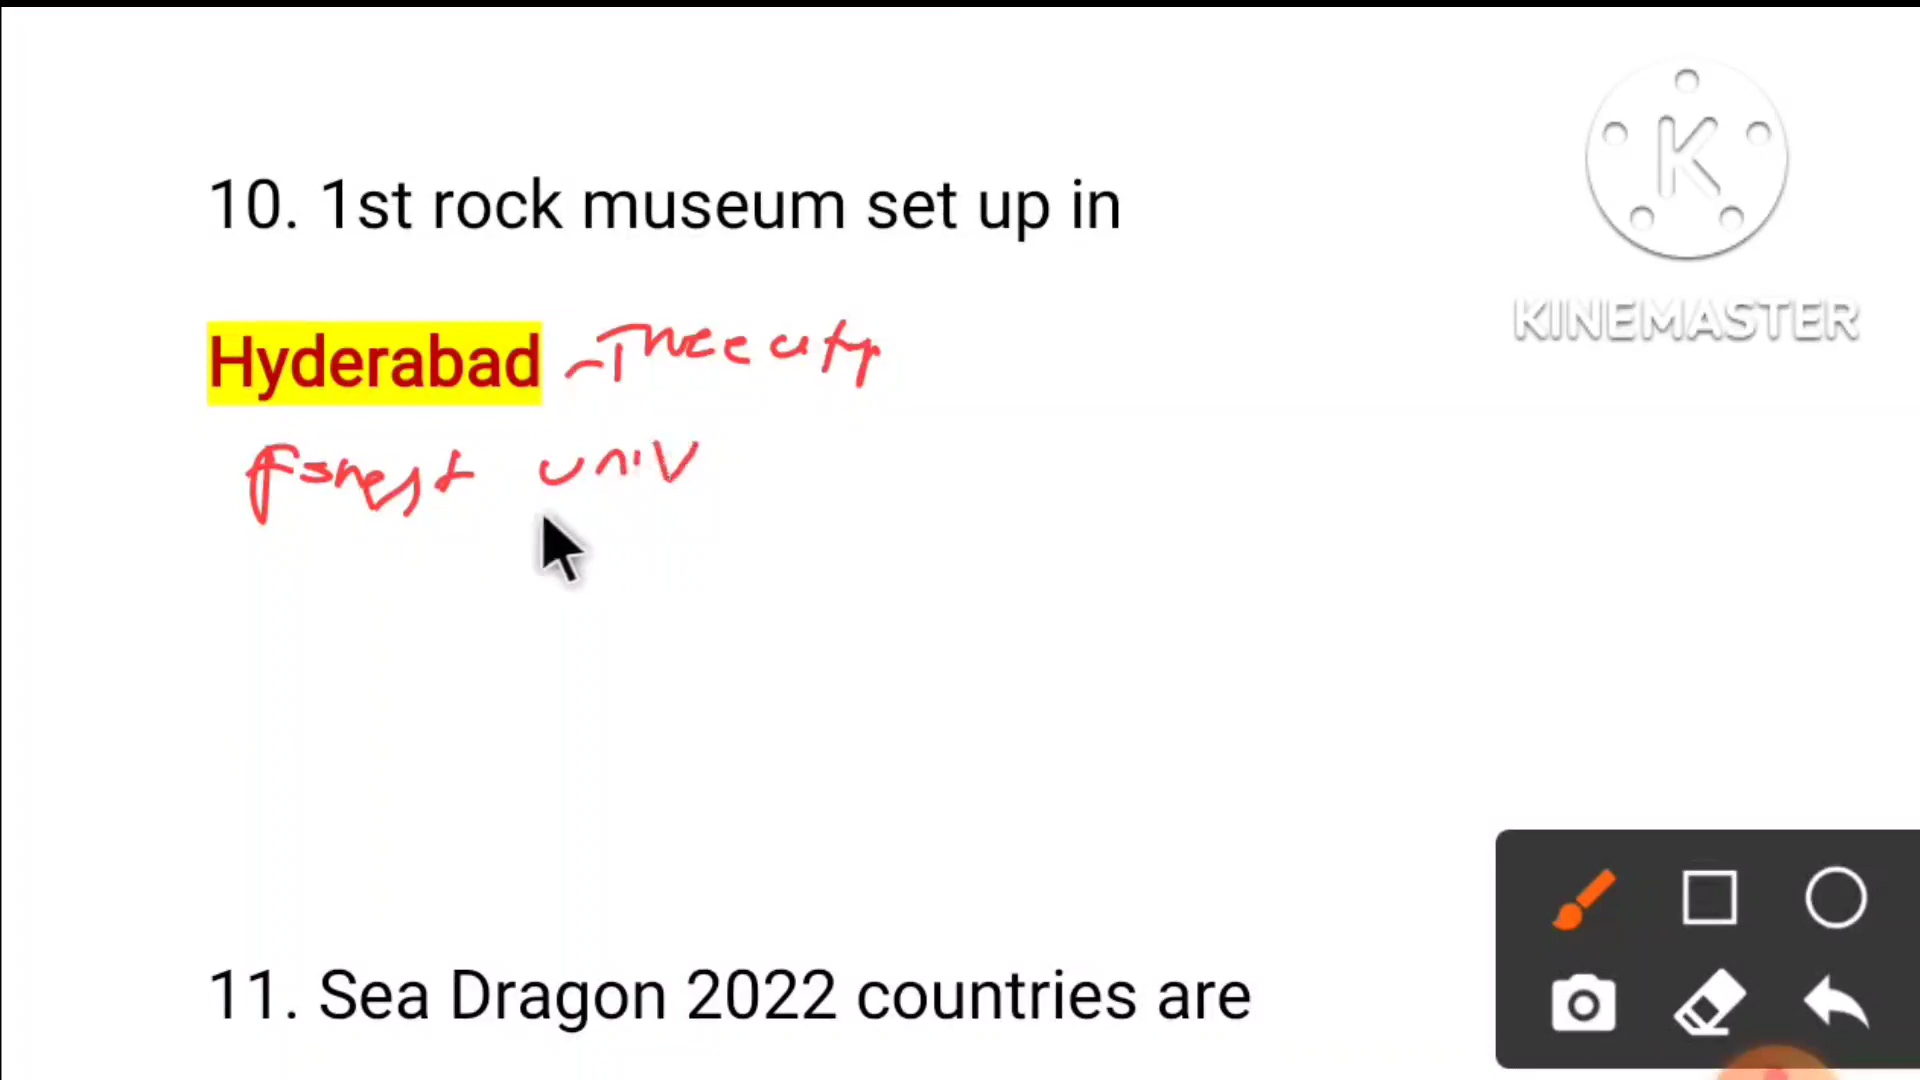 10. 1st rock museum set up in
KINEMASTER
Hyderabad - Tree city
Forest univ
11. Sea Dragon 2022 countries are